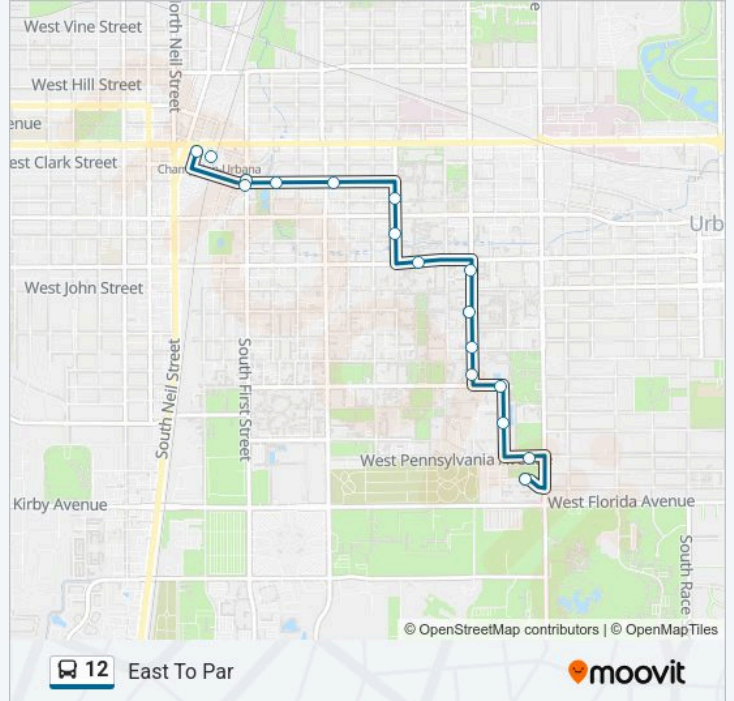 West Vine Street
orth Neil Street
e
West Hill Street
enue
est Clark Street
Cham
Urbana
Urb
West John Street
South Neil Street
South First Street
West Pennsylvania
Kirby Avenue
West Florida Avenue
South Race
© OpenStreetMap contributors | © OpenMapTiles
12 East To Par
moovit